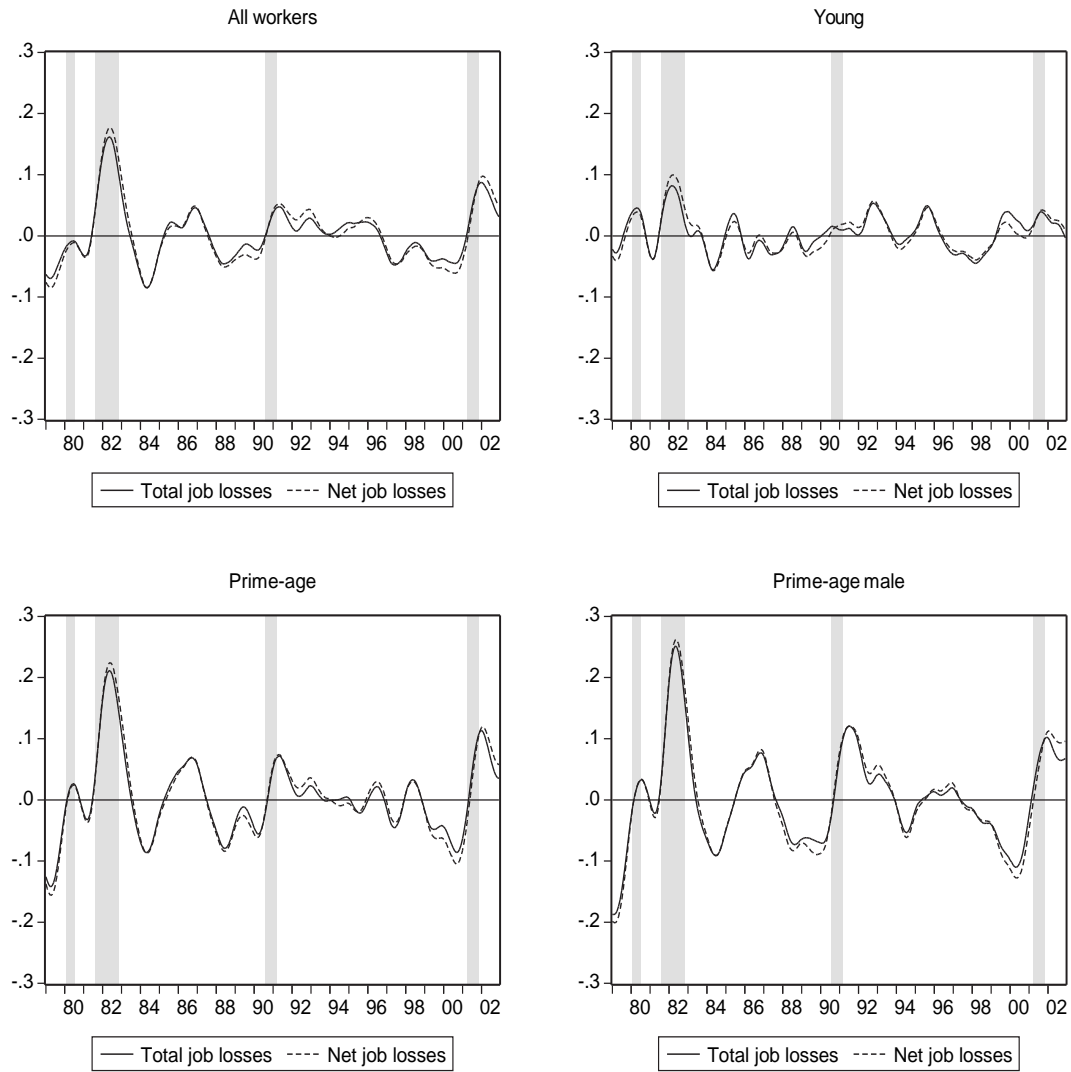 All workers
.3
.2
.1
.0
-.1
-.2
-.3
80 82 84 86 88 90 92 94 96 98 00 02
Total job losses Net job losses
Young
.3
.2
.1
.0
-.1
-.2
-.3
80 82 84 86 88 90 92 94 96 98 00 02
Total job losses Net job losses
Prime-age
.3
.2
.1
.0
-.1
-.2
-.3
80 82 84 86 88 90 92 94 96 98 00 02
Total job losses Net job losses
Prime-age male
.3
.2
.1
.0
-.1
-.2
-.3
80 82 84 86 88 90 92 94 96 98 00 02
Total job losses Net job losses